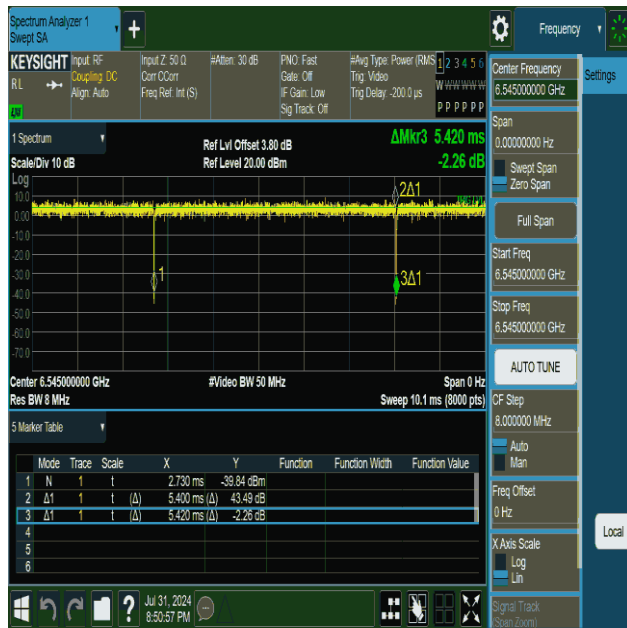 Spectrum Analyzer 1
Swept SA
Frequency
KEYSIGHT
RL
Input: RF
Coupling: DC
Align: Auto
Input Z: 50 Ω
Corr CCorr
Freq Ref: Int (S)
#Atten: 30 dB
PNO: Fast
Gate: Off
IF Gain: Low
Sig Track: Off
#Avg Type: Power (RMS
Trig: Video
Trig Delay: -200.0 µs
1 2 3 4 5 6
W W W W W W
P P P P P P
Center Frequency
6.545000000 GHz
Settings
Span
0.00000000 Hz
Swept Span
Zero Span
Full Span
Start Freq
6.545000000 GHz
Stop Freq
6.545000000 GHz
AUTO TUNE
CF Step
8.000000 MHz
Auto
Man
Freq Offset
0 Hz
X Axis Scale
Log
Lin
Signal Track
(Span Zoom)
Local
1 Spectrum
Scale/Div 10 dB
Ref Lvl Offset 3.80 dB
Ref Level 20.00 dBm
ΔMkr3 5.420 ms
-2.26 dB
Log
10.0
0.00
-10.0
-20.0
-30.0
-40.0
-50.0
-60.0
-70.0
2Δ1
1
3Δ1
Center 6.545000000 GHz
Res BW 8 MHz
#Video BW 50 MHz
Span 0 Hz
Sweep 10.1 ms (8000 pts)
5 Marker Table
Mode Trace Scale X Y Function Function Width Function Value
1 N 1 t 2.730 ms -39.84 dBm
2 Δ1 1 t (Δ) 5.400 ms (Δ) 43.49 dB
3 Δ1 1 t (Δ) 5.420 ms (Δ) -2.26 dB
4
5
6
Jul 31, 2024
8:50:57 PM